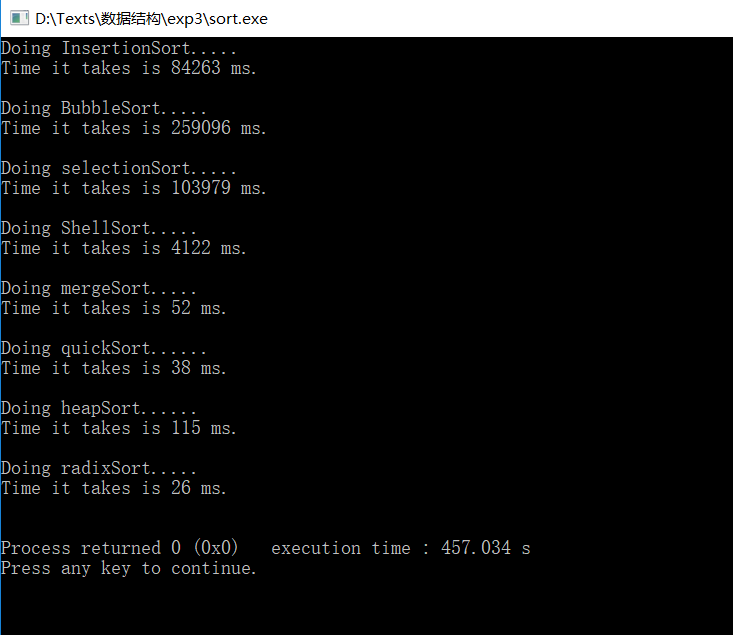 D:\Texts\数据结构\exp3\sort.exe
Doing InsertionSort.....
Time it takes is 84263 ms.
Doing BubbleSort.....
Time it takes is 259096 ms.
Doing selectionSort.....
Time it takes is 103979 ms.
Doing ShellSort.....
Time it takes is 4122 ms.
Doing mergeSort.....
Time it takes is 52 ms.
Doing quickSort......
Time it takes is 38 ms.
Doing heapSort......
Time it takes is 115 ms.
Doing radixSort.....
Time it takes is 26 ms.
Process returned 0 (0x0)   execution time : 457.034 s
Press any key to continue.